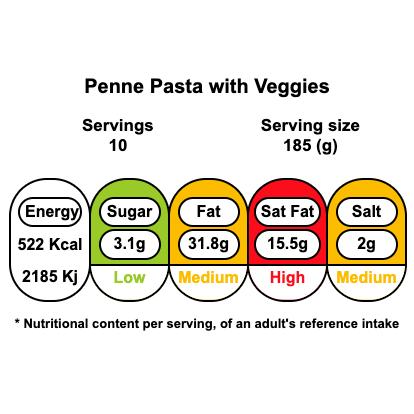 Penne Pasta with Veggies
Servings
10
Serving size
185 (g)
Energy Sugar Fat Sat Fat Salt
522 Kcal 3.1g 31.8g 15.5g 2g
2185 Kj Low Medium High Medium
* Nutritional content per serving, of an adult's reference intake